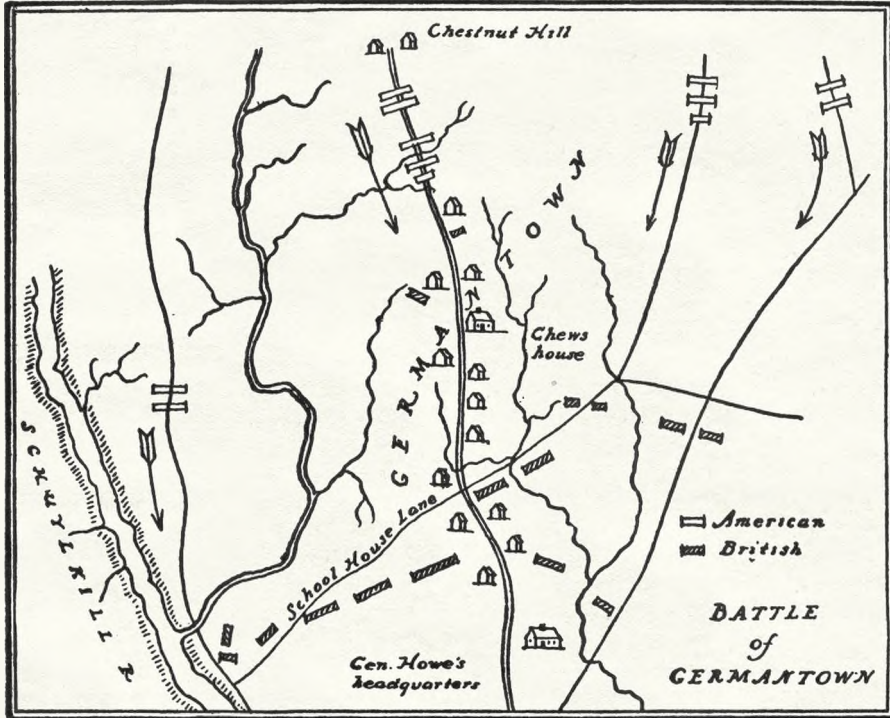 Chestnut Hill
GERMANTOWN
Chews
house
SCHUYLKILL R
School House Lane
American
British
Gen. Howe's
headquarters
BATTLE
of
GERMANTOWN